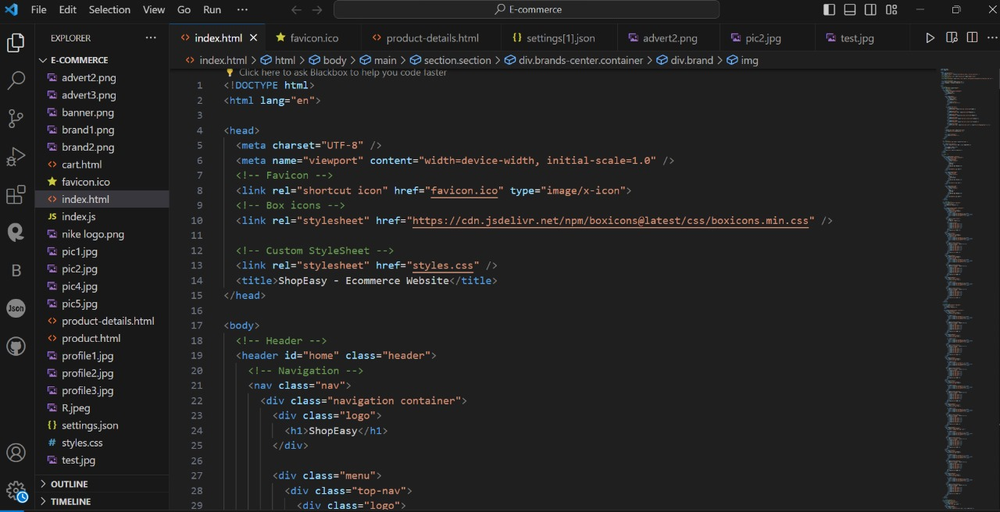 File Edit Selection View Go Run ··· E-commerce
EXPLORER ···
E-COMMERCE
advert2.png
advert3.png
banner.png
brand1.png
brand2.png
cart.html
favicon.ico
index.html
JS index.js
nike logo.png
pic1.jpg
pic2.jpg
pic4.jpg
pic5.jpg
product-details.html
product.html
profile1.jpg
profile2.jpg
profile3.jpg
R.jpeg
{} settings.json
# styles.css
test.jpg
OUTLINE
TIMELINE
B
Json
<> index.html × favicon.ico <> product-details.html {} settings[1].json advert2.png pic2.jpg test.jpg
<> index.html > html > body > main > section.section > div.brands-center.container > div.brand > img
Click here to ask Blackbox to help you code faster
1 <!DOCTYPE html>
2 <html lang="en">
3
4 <head>
5 <meta charset="UTF-8" />
6 <meta name="viewport" content="width=device-width, initial-scale=1.0" />
7 <!-- Favicon -->
8 <link rel="shortcut icon" href="favicon.ico" type="image/x-icon">
9 <!-- Box icons -->
10 <link rel="stylesheet" href="https://cdn.jsdelivr.net/npm/boxicons@latest/css/boxicons.min.css" />
11
12 <!-- Custom StyleSheet -->
13 <link rel="stylesheet" href="styles.css" />
14 <title>ShopEasy - Ecommerce Website</title>
15 </head>
16
17 <body>
18 <!-- Header -->
19 <header id="home" class="header">
20 <!-- Navigation -->
21 <nav class="nav">
22 <div class="navigation container">
23 <div class="logo">
24 <h1>ShopEasy</h1>
25 </div>
26
27 <div class="menu">
28 <div class="top-nav">
29 <div class="logo">